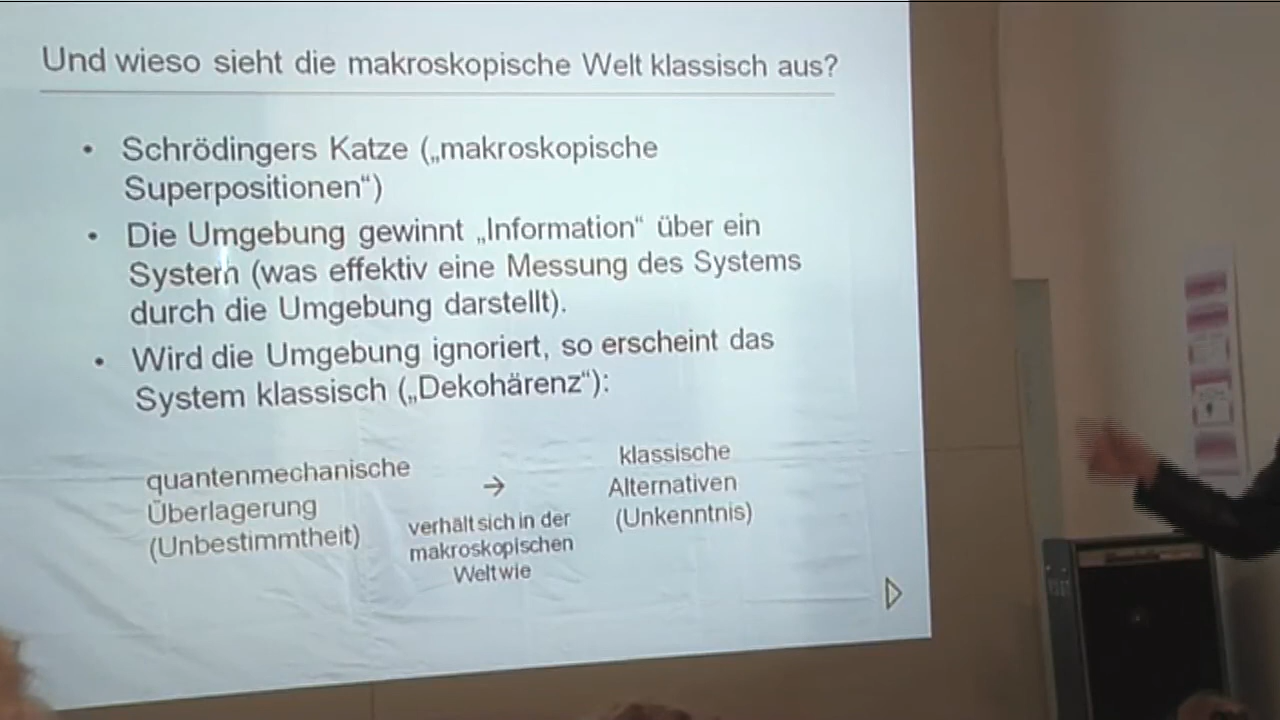 Und wieso sieht die makroskopische Welt klassisch aus?
• Schrödingers Katze („makroskopische
Superpositionen“)
• Die Umgebung gewinnt „Information“ über ein
System (was effektiv eine Messung des Systems
durch die Umgebung darstellt).
• Wird die Umgebung ignoriert, so erscheint das
System klassisch („Dekohärenz“):
quantenmechanische
Überlagerung
(Unbestimmtheit)
→
verhält sich in der
makroskopischen
Welt wie
klassische
Alternativen
(Unkenntnis)